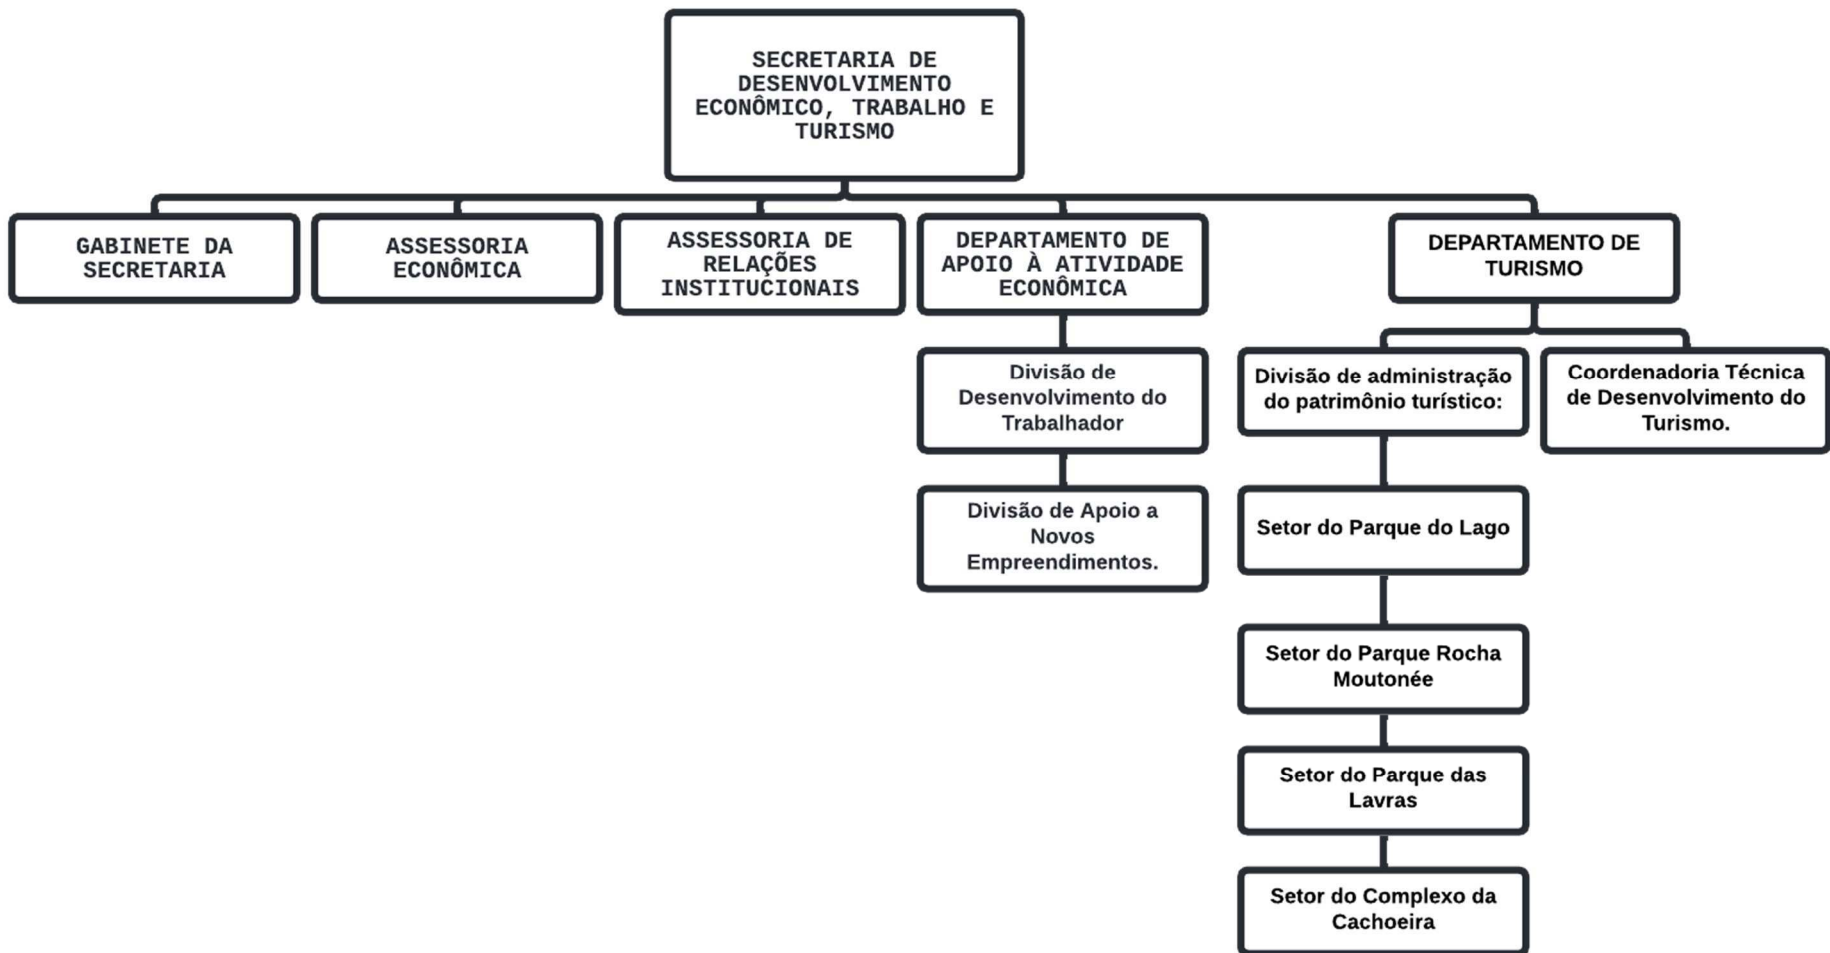 SECRETARIA DE
DESENVOLVIMENTO
ECONÔMICO, TRABALHO E
TURISMO
GABINETE DA
SECRETARIA
ASSESSORIA
ECONÔMICA
ASSESSORIA DE
RELAÇÕES
INSTITUCIONAIS
DEPARTAMENTO DE
APOIO À ATIVIDADE
ECONÔMICA
DEPARTAMENTO DE
TURISMO
Divisão de
Desenvolvimento do
Trabalhador
Divisão de administração
do patrimônio turístico:
Coordenadoria Técnica
de Desenvolvimento do
Turismo.
Divisão de Apoio a
Novos
Empreendimentos.
Setor do Parque do Lago
Setor do Parque Rocha
Moutonée
Setor do Parque das
Lavras
Setor do Complexo da
Cachoeira